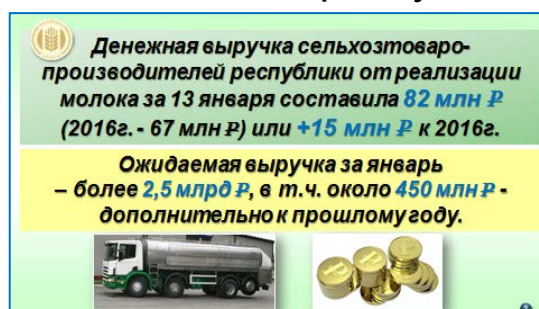 Денежная выручка сельхозтоваро-
производителей республики от реализации
молока за 13 января составила 82 млн ₽
(2016г. - 67 млн ₽) или +15 млн ₽ к 2016г.
Ожидаемая выручка за январь
– более 2,5 млрд ₽, в т.ч. около 450 млн ₽ -
дополнительно к прошлому году.